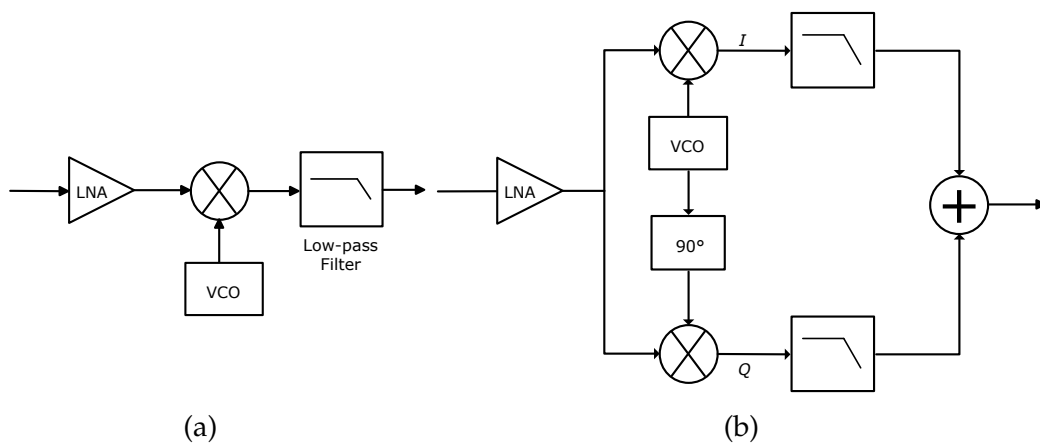 LNA
VCO
Low-pass
Filter
(a)
LNA
I
VCO
90°
Q
(b)